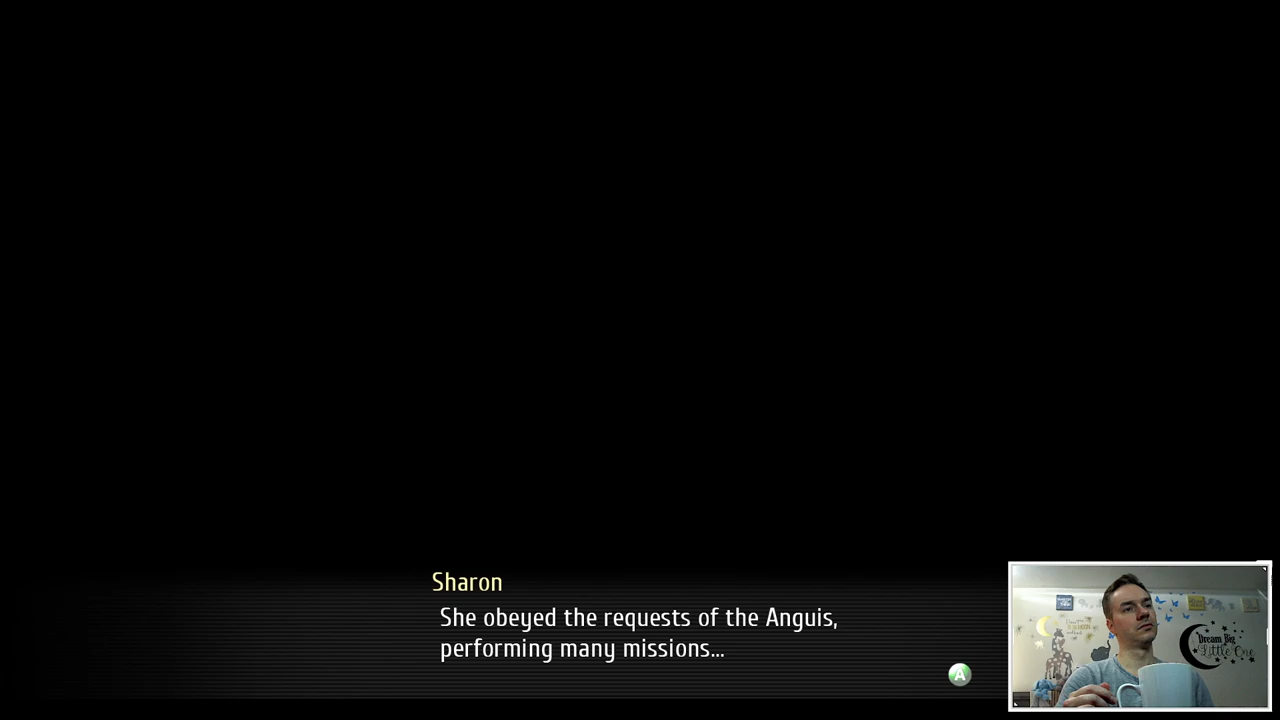 Sharon
She obeyed the requests of the Anguis,
performing many missions...
A
Dream Big
Little One